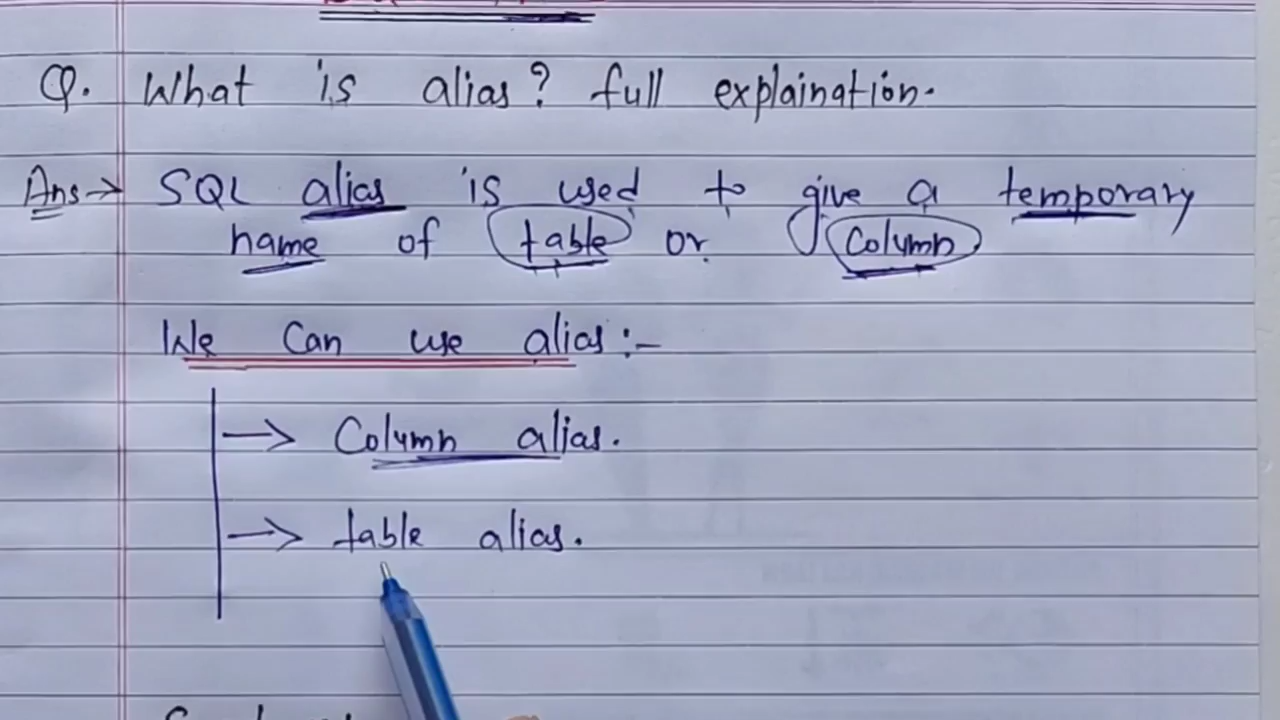 Q. What is alias? full explaination.
Ans→ SQL alias is used to give a temporary
name of table or column
We can use alias:-
→ Column alias.
→ table alias.